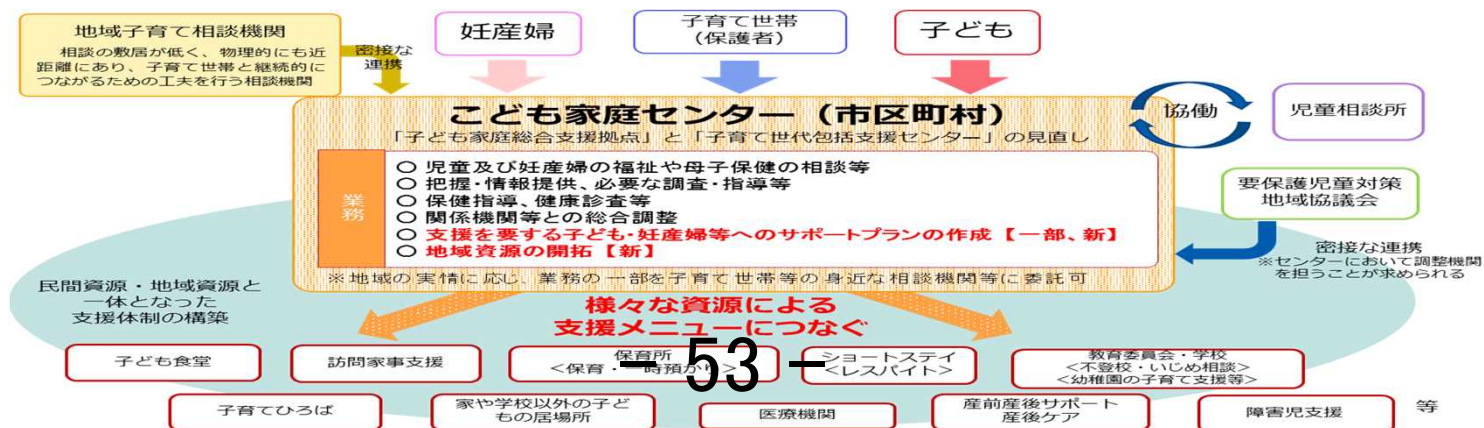 地域子育て相談機関
相談の敷居が低く、物理的にも近
距離にあり、子育て世帯と継続的に
つながるための工夫を行う相談機関
密接な
連携
妊産婦
子育て世帯
(保護者)
子ども
こども家庭センター(市区町村)
「子ども家庭総合支援拠点」と「子育て世代包括支援センター」の見直し
協働
児童相談所
業務
○ 児童及び妊産婦の福祉や母子保健の相談等
○ 把握・情報提供、必要な調査・指導等
○ 保健指導、健康診査等
○ 関係機関等との総合調整
○ 支援を要する子ども・妊産婦等へのサポートプランの作成【一部、新】
○ 地域資源の開拓【新】
※地域の実情に応じ、業務の一部を子育て世帯等の身近な相談機関等に委託可
要保護児童対策
地域協議会
密接な連携
※センターにおいて調整機関
を担うことが求められる
民間資源・地域資源と
一体となった
支援体制の構築
様々な資源による
支援メニューにつなぐ
子ども食堂
訪問家事支援
保育所
<保育・一時預かり>
ショートステイ
<レスパイト>
教育委員会・学校
<不登校・いじめ相談>
<幼稚園の子育て支援等>
− 53 −
子育てひろば
家や学校以外の子ど
もの居場所
医療機関
産前産後サポート
産後ケア
障害児支援
等